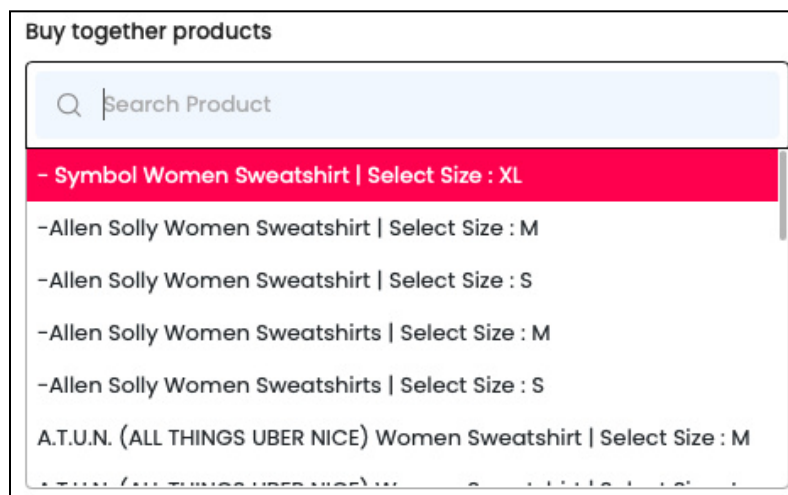 Buy together products
Search Product
- Symbol Women Sweatshirt | Select Size : XL
-Allen Solly Women Sweatshirt | Select Size : M
-Allen Solly Women Sweatshirt | Select Size : S
-Allen Solly Women Sweatshirts | Select Size : M
-Allen Solly Women Sweatshirts | Select Size : S
A.T.U.N. (ALL THINGS UBER NICE) Women Sweatshirt | Select Size : M